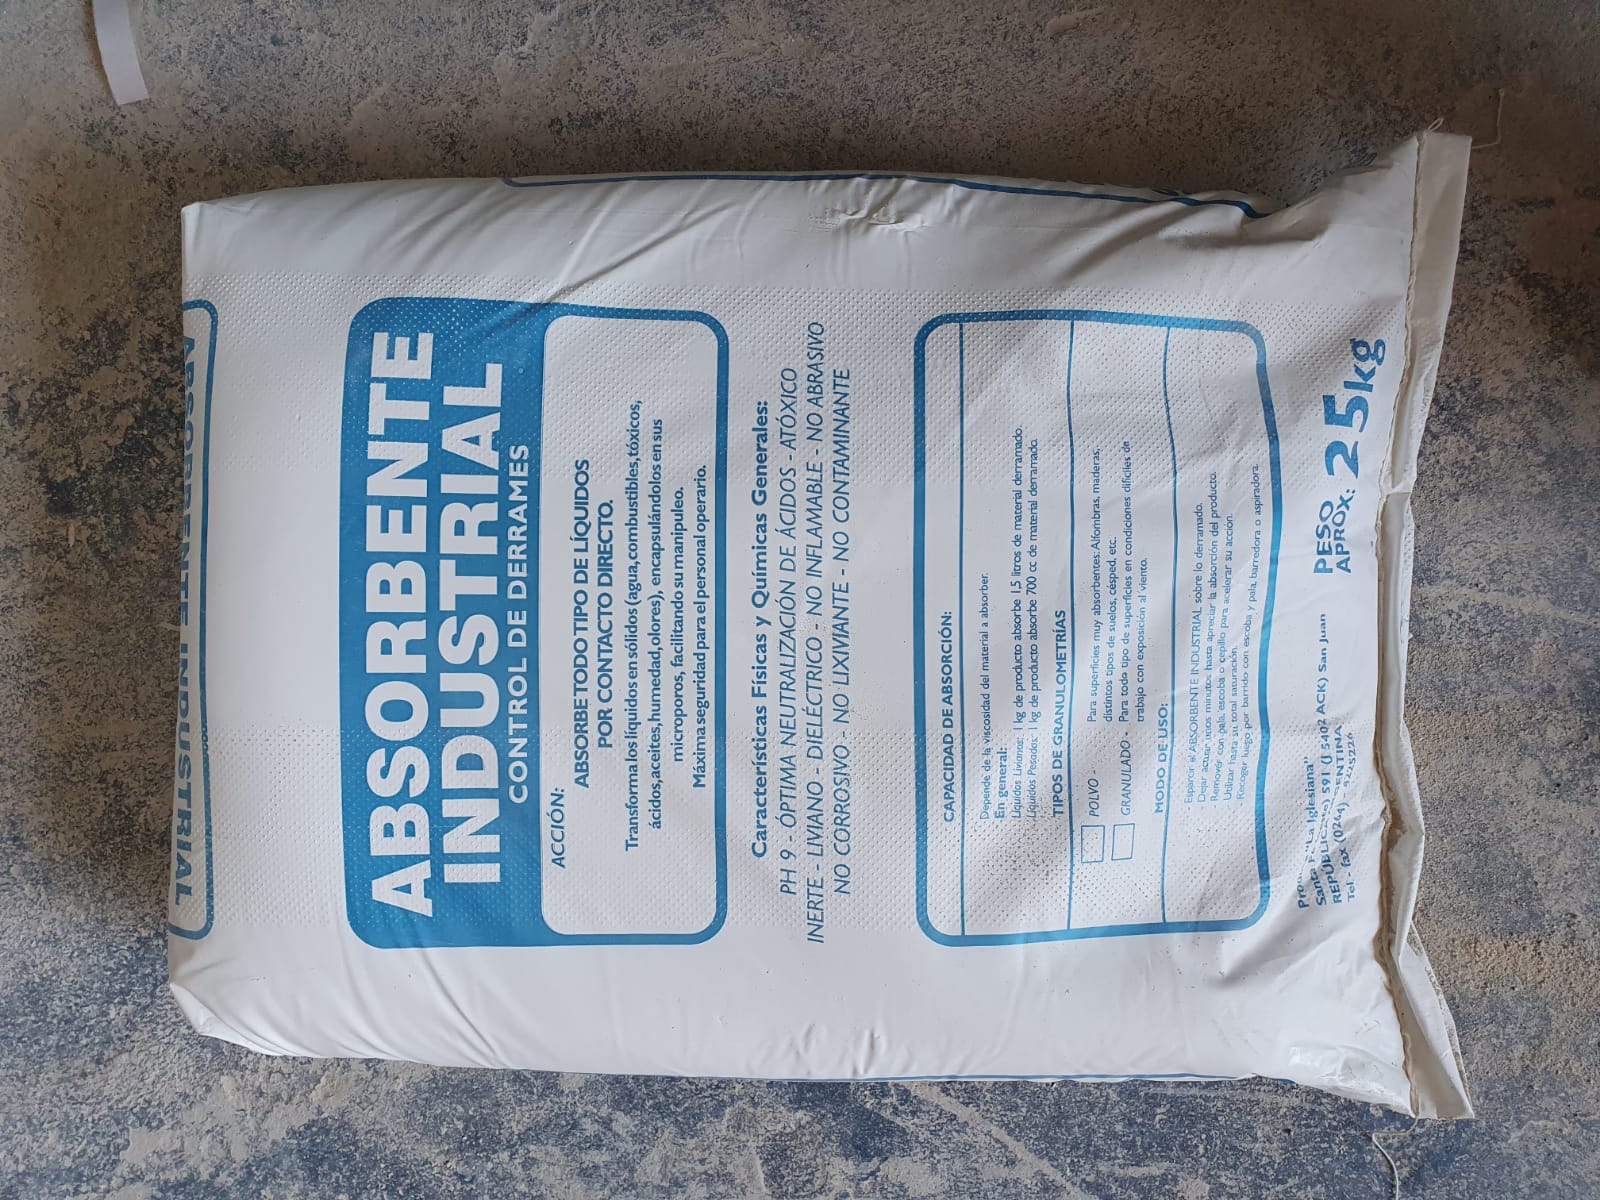 ABSORBENTE INDUSTRIAL
ABSORBENTE
INDUSTRIAL
CONTROL DE DERRAMES
ACCIÓN:
ABSORBE TODO TIPO DE LÍQUIDOS
POR CONTACTO DIRECTO.
Transforma los líquidos en sólidos (agua, combustibles, tóxicos,
ácidos, aceites, humedad, olores), encapsulándolos en sus
microporos, facilitando su manipuleo.
Máxima seguridad para el personal operario.
Características Físicas y Químicas Generales:
PH 9 - ÓPTIMA NEUTRALIZACIÓN DE ÁCIDOS - ATÓXICO
INERTE - LIVIANO - DIELÉCTRICO - NO INFLAMABLE - NO ABRASIVO
NO CORROSIVO - NO LIXIVIANTE - NO CONTAMINANTE
CAPACIDAD DE ABSORCIÓN:
Depende de la viscosidad del material a absorber.
En general:
Líquidos Livianos: 1 kg de producto absorbe 1,5 litros de material derramado.
Líquidos Pesados: 1 kg de producto absorbe 700 cc de material derramado.
TIPOS DE GRANULOMETRÍAS
POLVO - Para superficies muy absorbentes: Alfombras, maderas,
distintos tipos de suelos, césped, etc.
GRANULADO - Para todo tipo de superficies en condiciones difíciles de
trabajo con exposición al viento.
MODO DE USO:
- Esparcir el ABSORBENTE INDUSTRIAL sobre lo derramado.
- Dejar actuar unos minutos hasta apreciar la absorción del producto.
- Remover con pala, escoba o cepillo para acelerar su acción.
- Utilizar hasta su total saturación.
- Recoger luego por barrido con escoba y pala, barredora o aspiradora.
"La Iglesiana"
Santa 591 (J 5402 ACK) San Juan
Tel - fax (0264) - 4225226
PESO
APROX: 25kg